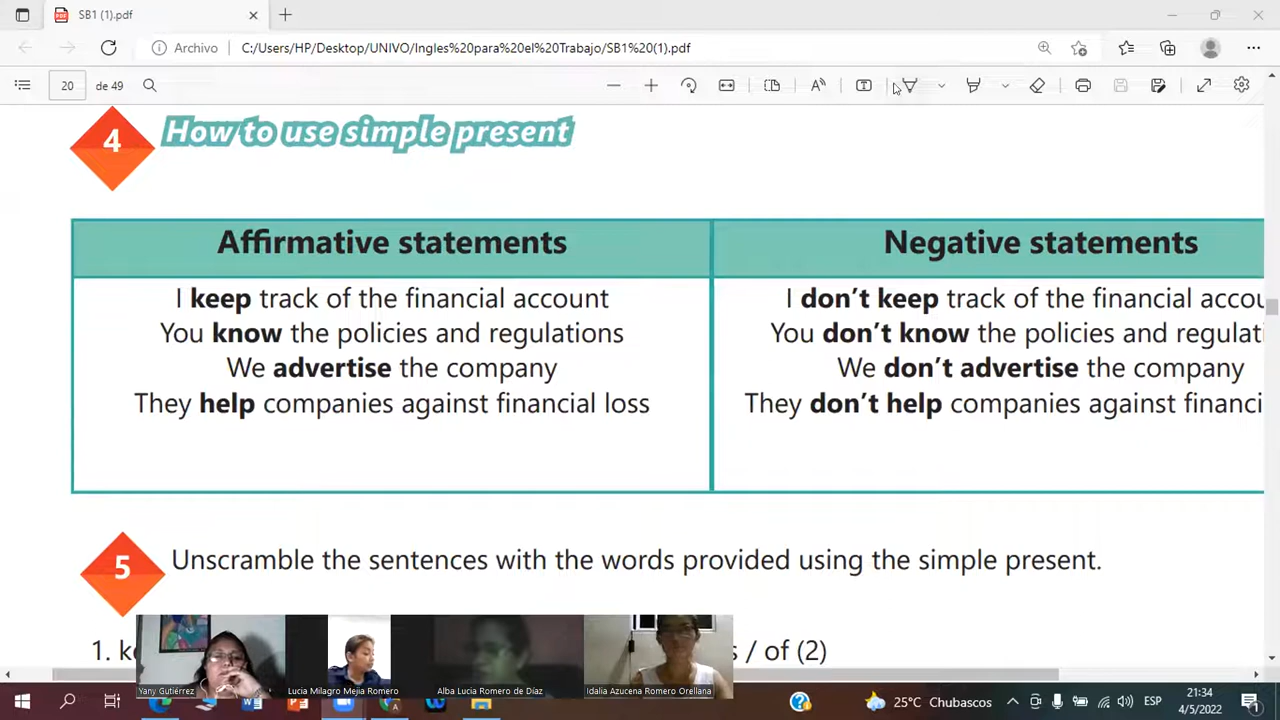 SB1 (1).pdf
Archivo
C:/Users/HP/Desktop/UNIVO/Ingles%20para%20el%20Trabajo/SB1%20(1).pdf
20 de 49
4
How to use simple present
Affirmative statements
I keep track of the financial account
You know the policies and regulations
We advertise the company
They help companies against financial loss
Negative statements
I don't keep track of the financial accou
You don't know the policies and regulati
We don't advertise the company
They don't help companies against financi
5
Unscramble the sentences with the words provided using the simple present.
1. k
s / of (2)
Yany Gutiérrez
Lucia Milagro Mejia Romero
Alba Lucia Romero de Díaz
Idalia Azucena Romero Orellana
25°C Chubascos
ESP
21:34
4/5/2022